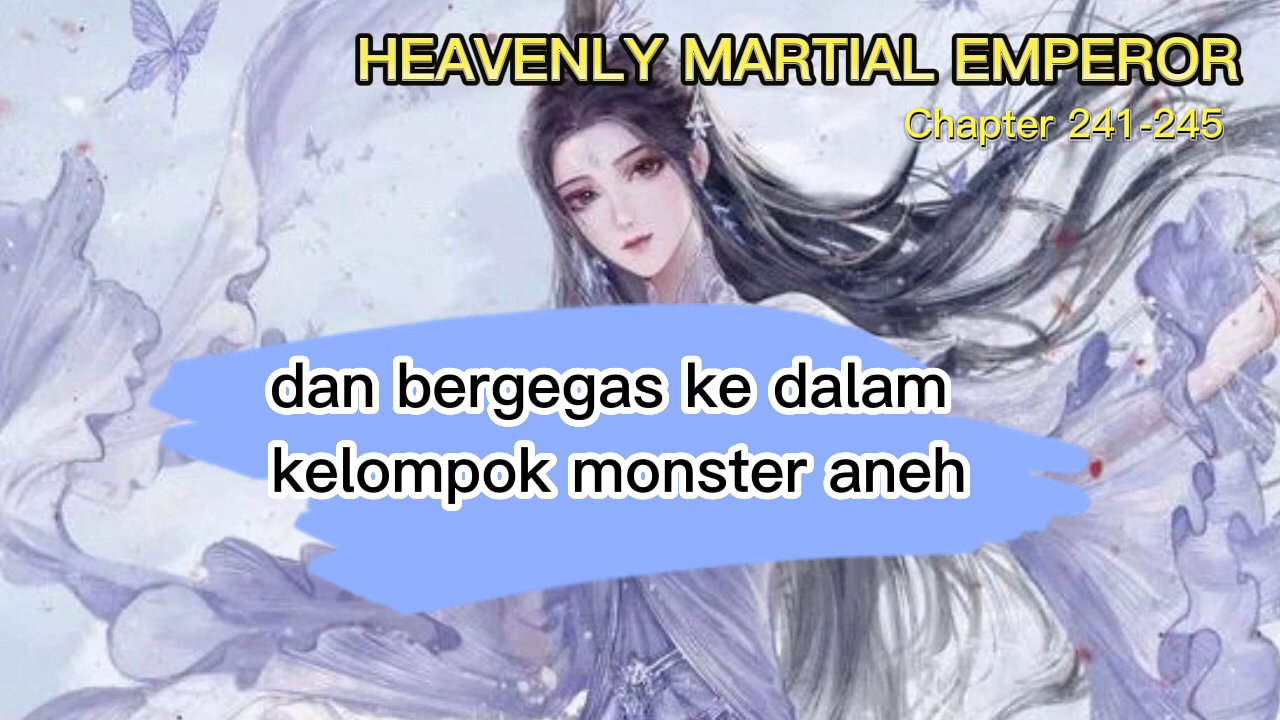 HEAVENLY MARTIAL EMPEROR
Chapter 241-245
dan bergegas ke dalam
kelompok monster aneh